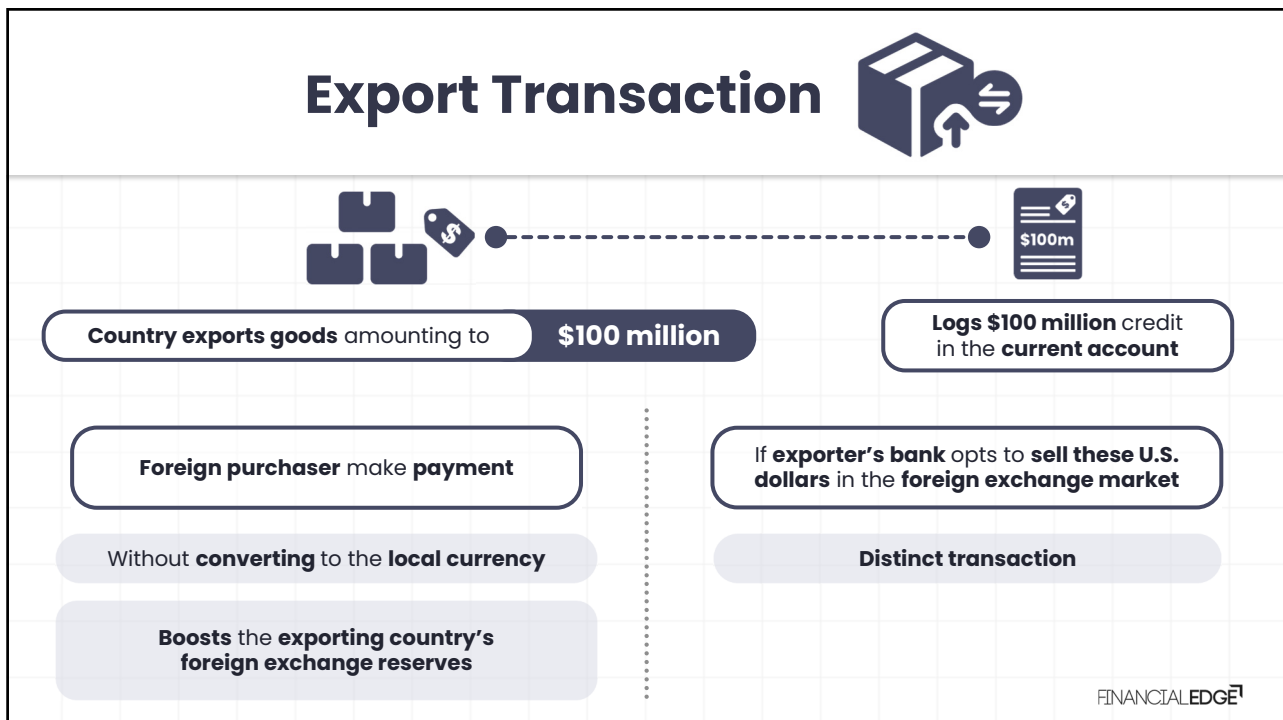 Export Transaction
$
$
$100m
Country exports goods amounting to $100 million
Logs $100 million credit
in the current account
Foreign purchaser make payment
Without converting to the local currency
Boosts the exporting country's
foreign exchange reserves
If exporter's bank opts to sell these U.S.
dollars in the foreign exchange market
Distinct transaction
FINANCIALEDGE